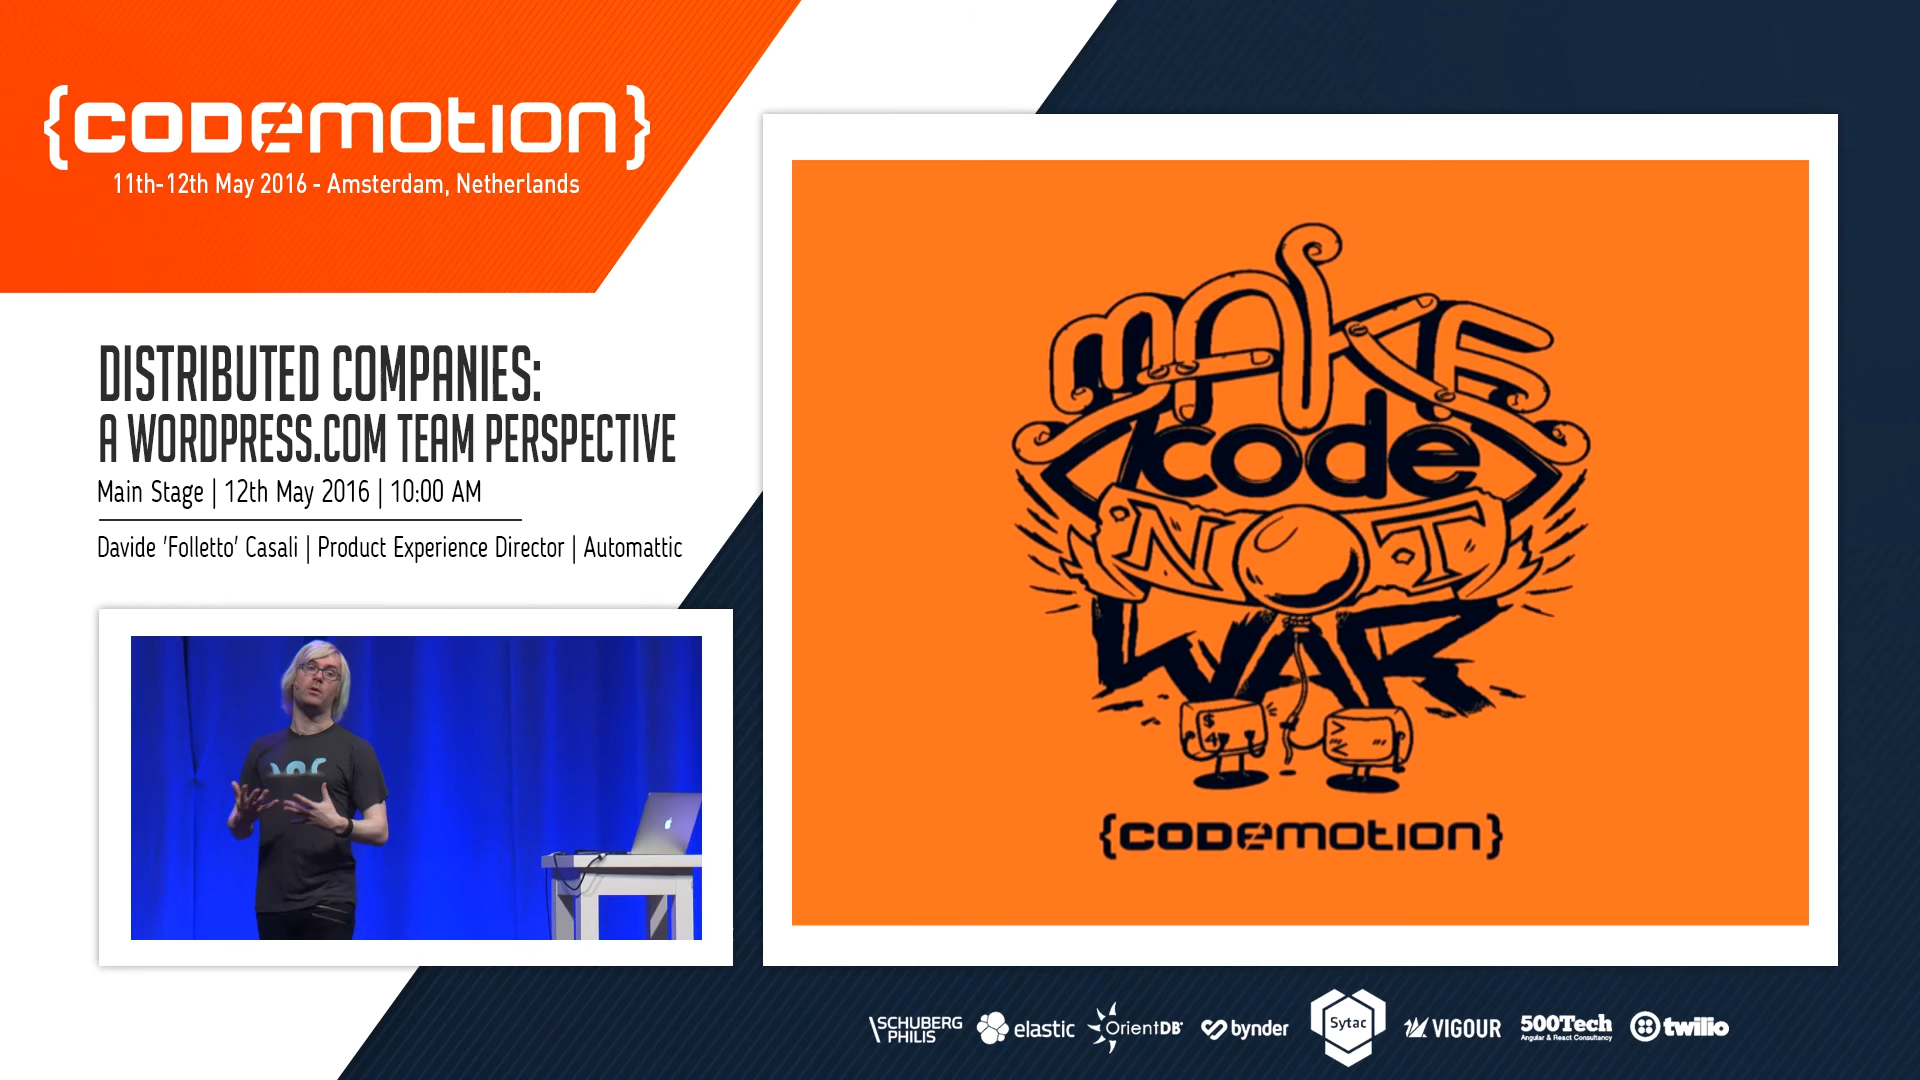 {CODEMOTION}
11th-12th May 2016 - Amsterdam, Netherlands
DISTRIBUTED COMPANIES:
A WORDPRESS.COM TEAM PERSPECTIVE
Main Stage | 12th May 2016 | 10:00 AM
Davide 'Folletto' Casali | Product Experience Director | Automattic
MAKE
code
NOT
WAR
$
4
{CODEMOTION}
SCHUBERG
PHILIS
elastic
OrientDB
bynder
Sytac
VIGOUR
500Tech
Angular & React Consultancy
twilio